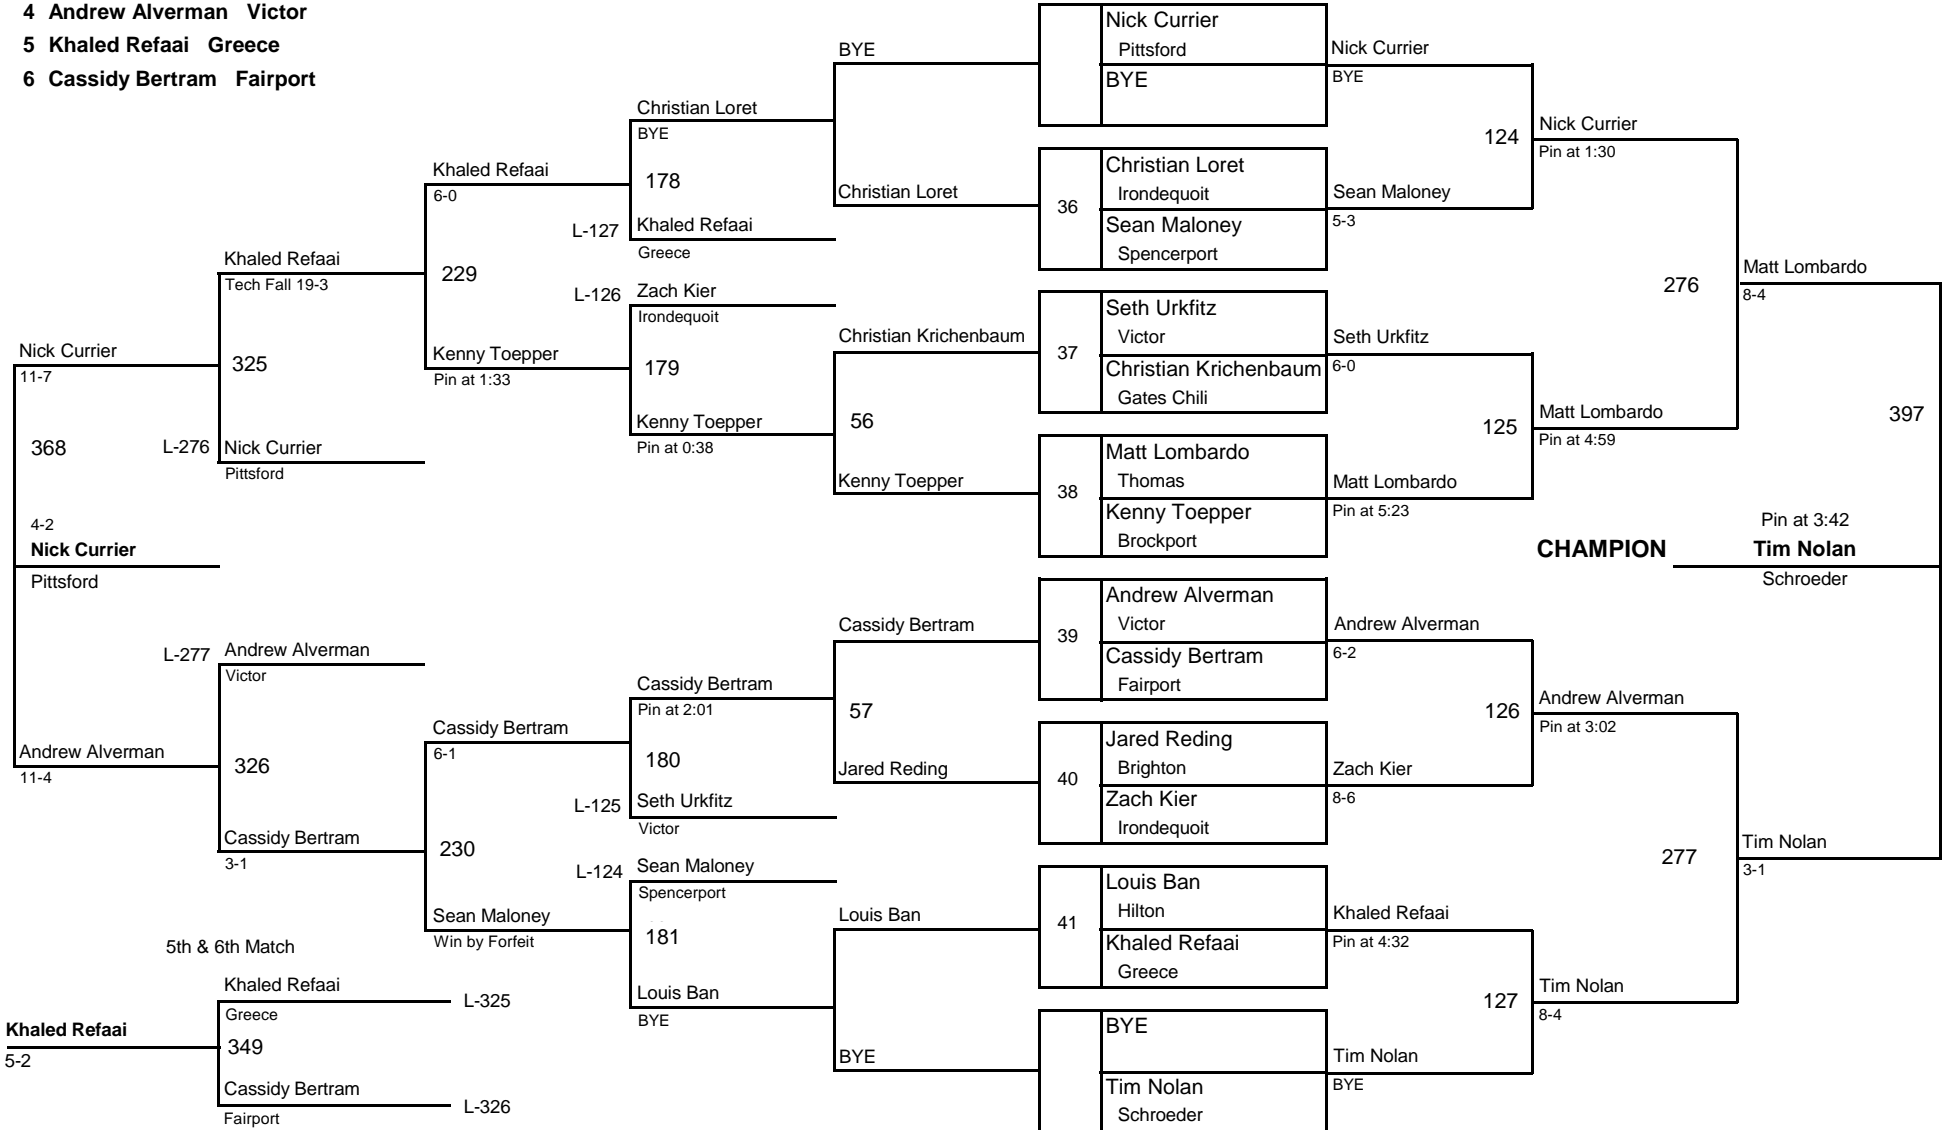 4 Andrew Alverman Victor
5 Khaled Refaai Greece
6 Cassidy Bertram Fairport
Nick Currier
11-7
368
4-2
Nick Currier
Pittsford
Andrew Alverman
11-4
5th & 6th Match
Khaled Refaai
5-2
Khaled Refaai
Tech Fall 19-3
325
L-276
Nick Currier
Pittsford
L-277
Andrew Alverman
Victor
326
Cassidy Bertram
3-1
Khaled Refaai
L-325
Greece
349
Cassidy Bertram
L-326
Fairport
Khaled Refaai
6-0
229
Kenny Toepper
Pin at 1:33
Cassidy Bertram
6-1
230
Sean Maloney
Win by Forfeit
Christian Loret
BYE
178
L-127
Khaled Refaai
Greece
L-126
Zach Kier
Irondequoit
179
Kenny Toepper
Pin at 0:38
Cassidy Bertram
Pin at 2:01
180
L-125
Seth Urkfitz
Victor
L-124
Sean Maloney
Spencerport
181
Louis Ban
BYE
BYE
Christian Loret
Christian Krichenbaum
56
Kenny Toepper
Cassidy Bertram
57
Jared Reding
Louis Ban
BYE
Nick Currier
Pittsford
BYE
36
Christian Loret
Irondequoit
Sean Maloney
Spencerport
37
Seth Urkfitz
Victor
Christian Krichenbaum
Gates Chili
38
Matt Lombardo
Thomas
Kenny Toepper
Brockport
39
Andrew Alverman
Victor
Cassidy Bertram
Fairport
40
Jared Reding
Brighton
Zach Kier
Irondequoit
41
Louis Ban
Hilton
Khaled Refaai
Greece
BYE
Tim Nolan
Schroeder
Nick Currier
BYE
124
Sean Maloney
5-3
Seth Urkfitz
6-0
125
Matt Lombardo
Pin at 5:23
Andrew Alverman
6-2
126
Zach Kier
8-6
Khaled Refaai
Pin at 4:32
127
Tim Nolan
BYE
Nick Currier
Pin at 1:30
276
Matt Lombardo
Pin at 4:59
Andrew Alverman
Pin at 3:02
277
Tim Nolan
8-4
Matt Lombardo
8-4
397
Pin at 3:42
CHAMPION Tim Nolan
Schroeder
Tim Nolan
3-1